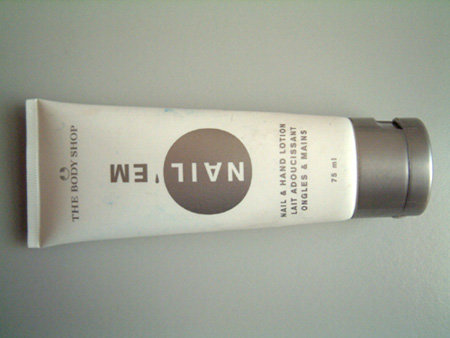 THE BODY SHOP
NAIL'EM
NAIL & HAND LOTION
LAIT ADOUCISSANT
ONGLES & MAINS
75 ml